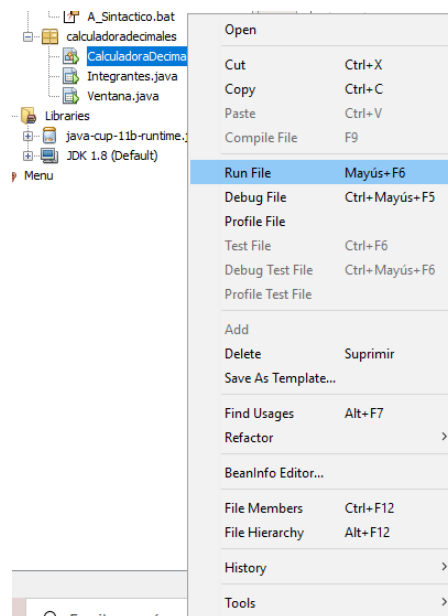 A_Sintactico.bat
calculadoradecimales
CalculadoraDecima
Integrantes.java
Ventana.java
Libraries
java-cup-11b-runtime.j
JDK 1.8 (Default)
Menu
Open
Cut Ctrl+X
Copy Ctrl+C
Paste Ctrl+V
Compile File F9
Run File Mayús+F6
Debug File Ctrl+Mayús+F5
Profile File
Test File Ctrl+F6
Debug Test File Ctrl+Mayús+F6
Profile Test File
Add
Delete Suprimir
Save As Template...
Find Usages Alt+F7
Refactor
BeanInfo Editor...
File Members Ctrl+F12
File Hierarchy Alt+F12
History
Tools